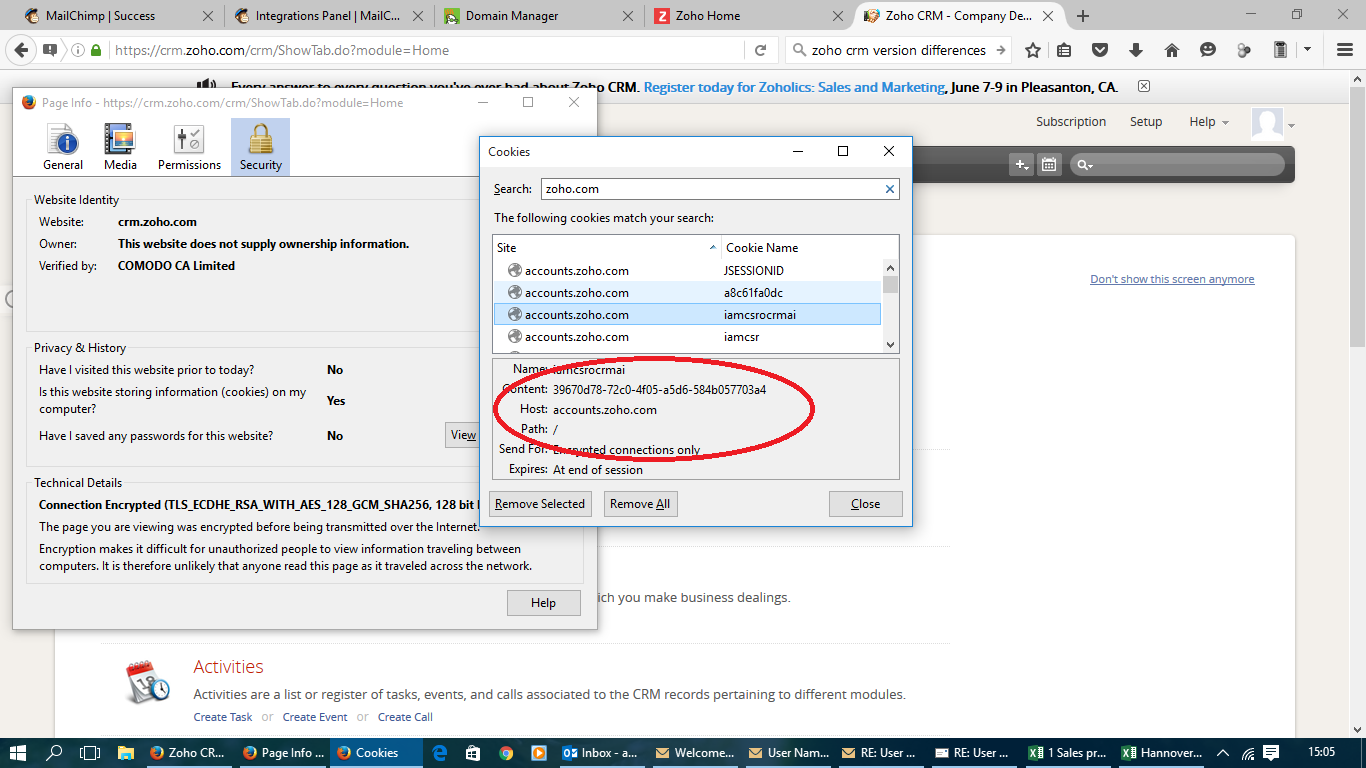 MailChimp | Success
Integrations Panel | MailC...
Domain Manager
Zoho Home
Zoho CRM - Company De...
https://crm.zoho.com/crm/ShowTab.do?module=Home
zoho crm version differences
Every answer to every question you've ever had about Zoho CRM. Register today for Zoholics: Sales and Marketing, June 7-9 in Pleasanton, CA.
Subscription
Setup
Help
Don't show this screen anymore
Page Info - https://crm.zoho.com/crm/ShowTab.do?module=Home
General
Media
Permissions
Security
Website Identity
Website: crm.zoho.com
Owner: This website does not supply ownership information.
Verified by: COMODO CA Limited
Privacy & History
Have I visited this website prior to today? No
Is this website storing information (cookies) on my
computer? Yes
Have I saved any passwords for this website? No
View
Technical Details
Connection Encrypted (TLS_ECDHE_RSA_WITH_AES_128_GCM_SHA256, 128 bit
The page you are viewing was encrypted before being transmitted over the Internet.
Encryption makes it difficult for unauthorized people to view information traveling between
computers. It is therefore unlikely that anyone read this page as it traveled across the network.
Help
Cookies
Search: zoho.com
The following cookies match your search:
Site Cookie Name
accounts.zoho.com JSESSIONID
accounts.zoho.com a8c61fa0dc
accounts.zoho.com iamcsrocrmai
accounts.zoho.com iamcsr
Name: iamcsrocrmai
Content: 39670d78-72c0-4f05-a5d6-584b057703a4
Host: accounts.zoho.com
Path: /
Send For: Encrypted connections only
Expires: At end of session
Remove Selected
Remove All
Close
ich you make business dealings.
Activities
Activities are a list or register of tasks, events, and calls associated to the CRM records pertaining to different modules.
Create Task or Create Event or Create Call
Zoho CR...
Page Info ...
Cookies
Inbox - a...
Welcome...
User Nam...
RE: User ...
RE: User ...
1 Sales pr...
Hannover...
15:05